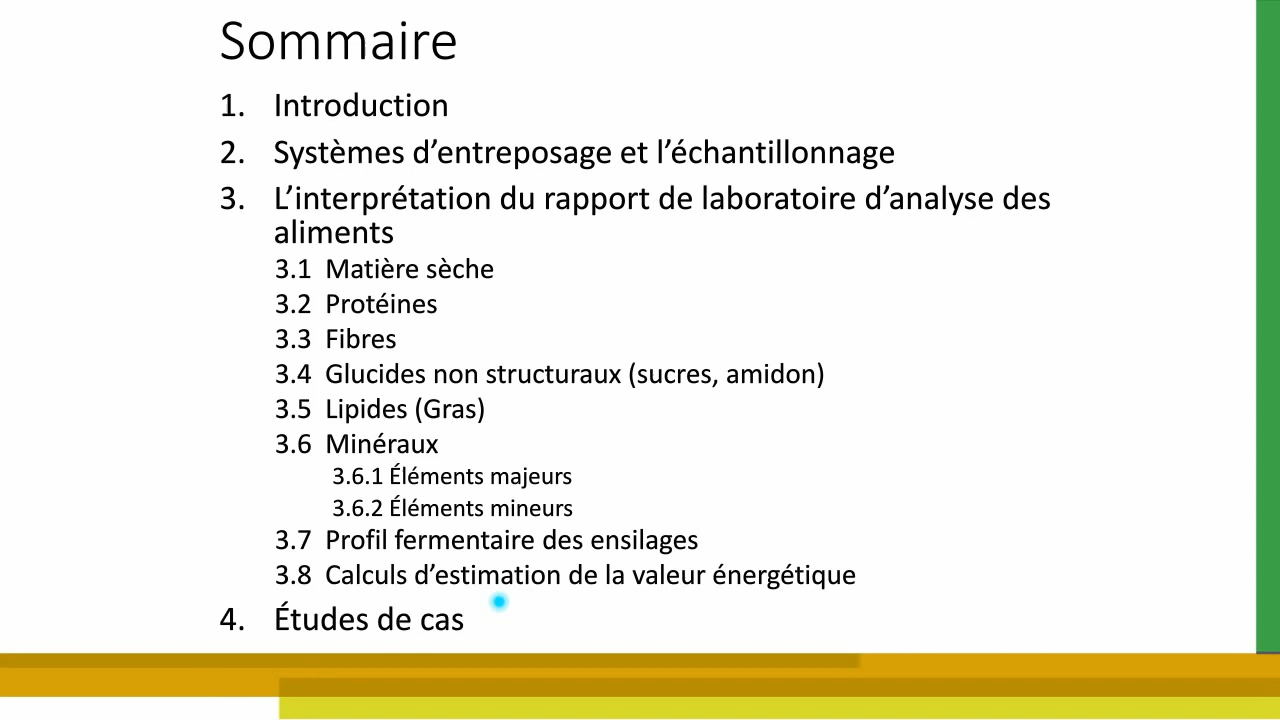 Sommaire
1. Introduction
2. Systèmes d’entreposage et l’échantillonnage
3. L’interprétation du rapport de laboratoire d’analyse des
aliments
3.1 Matière sèche
3.2 Protéines
3.3 Fibres
3.4 Glucides non structuraux (sucres, amidon)
3.5 Lipides (Gras)
3.6 Minéraux
3.6.1 Éléments majeurs
3.6.2 Éléments mineurs
3.7 Profil fermentaire des ensilages
3.8 Calculs d’estimation de la valeur énergétique
4. Études de cas